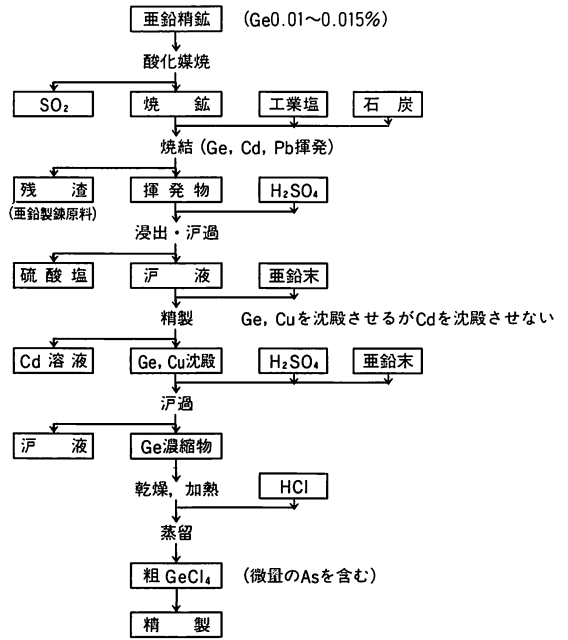 亜鉛精鉱 (Ge0.01〜0.015%)
酸化媒焼
SO₂ 焼鉱 工業塩 石炭
焼結(Ge, Cd, Pb揮発)
残渣 揮発物 H₂SO₄
(亜鉛製錬原料)
浸出・沪過
硫酸塩 沪液 亜鉛末
精製 Ge, Cuを沈殿させるがCdを沈殿させない
Cd溶液 Ge, Cu沈殿 H₂SO₄ 亜鉛末
沪過
沪液 Ge濃縮物
乾燥, 加熱 HCl
蒸留
粗GeCl₄ (微量のAsを含む)
精製